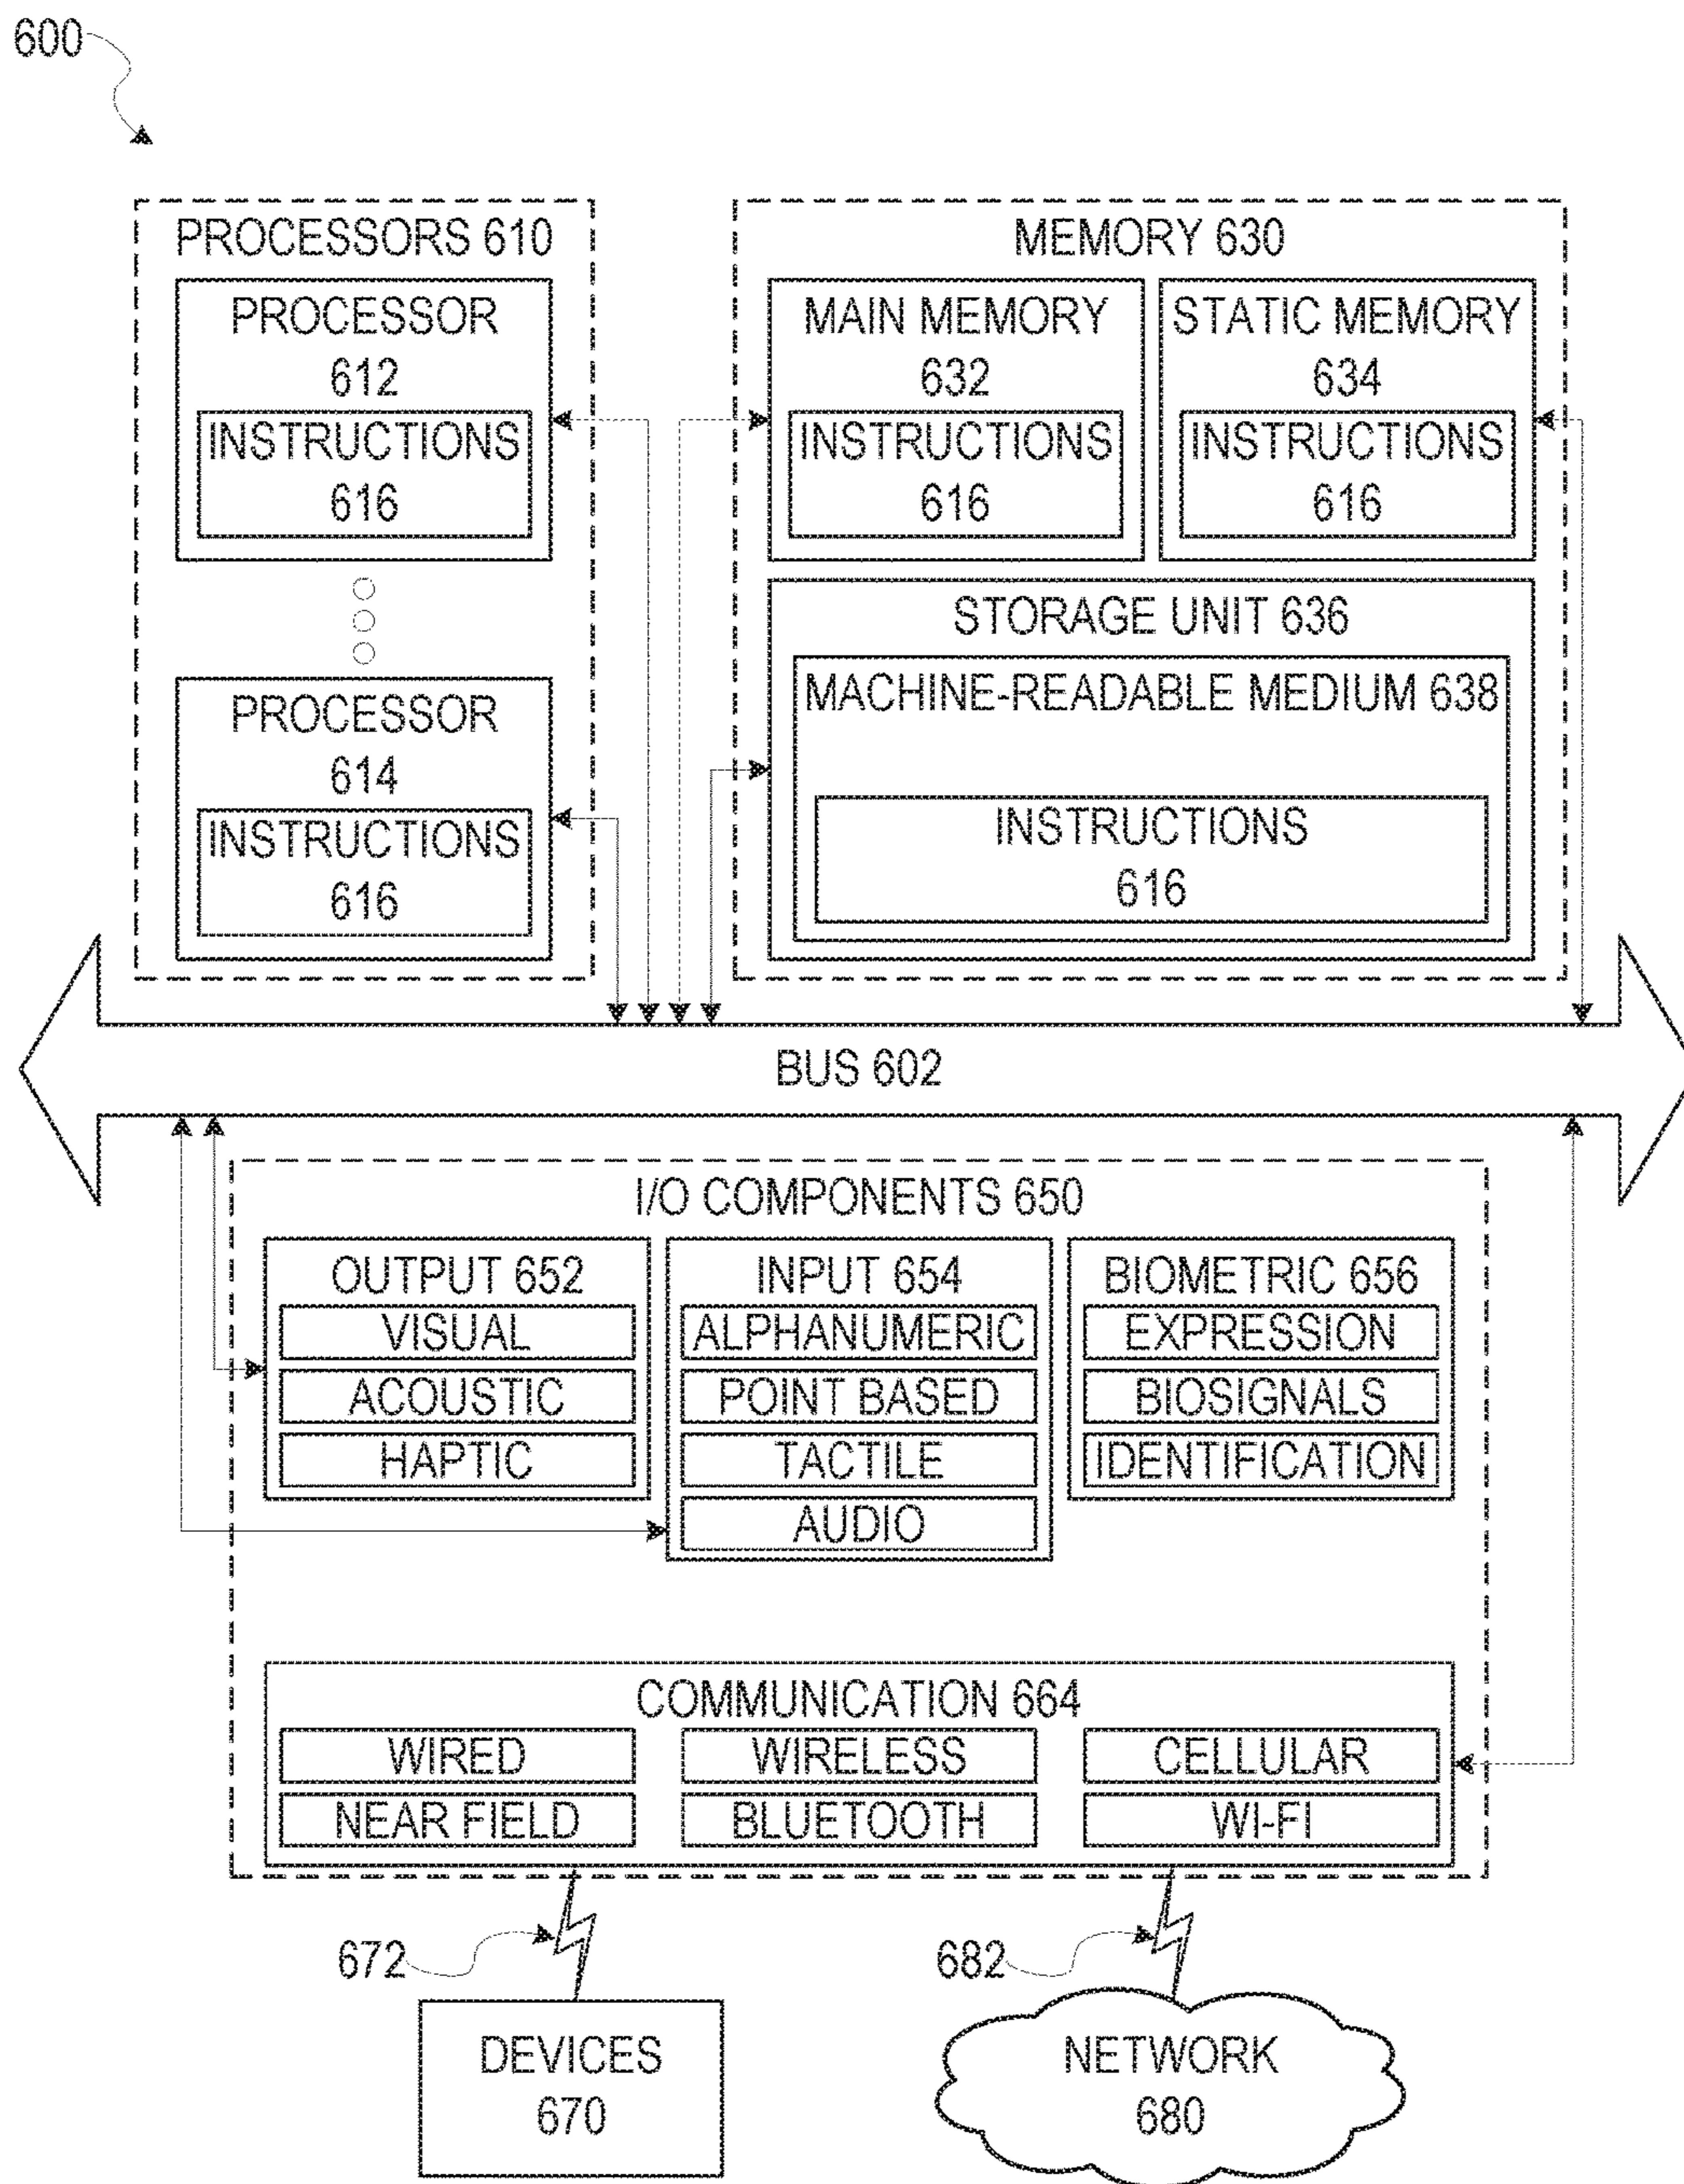 600
PROCESSORS 610
PROCESSOR
612
INSTRUCTIONS
616
PROCESSOR
614
INSTRUCTIONS
616
MEMORY 630
MAIN MEMORY
632
INSTRUCTIONS
616
STATIC MEMORY
634
INSTRUCTIONS
616
STORAGE UNIT 636
MACHINE-READABLE MEDIUM 638
INSTRUCTIONS
616
BUS 602
I/O COMPONENTS 650
OUTPUT 652
VISUAL
ACOUSTIC
HAPTIC
INPUT 654
ALPHANUMERIC
POINT BASED
TACTILE
AUDIO
BIOMETRIC 656
EXPRESSION
BIOSIGNALS
IDENTIFICATION
COMMUNICATION 664
WIRED
WIRELESS
CELLULAR
NEAR FIELD
BLUETOOTH
WI-FI
672
682
DEVICES
670
NETWORK
680